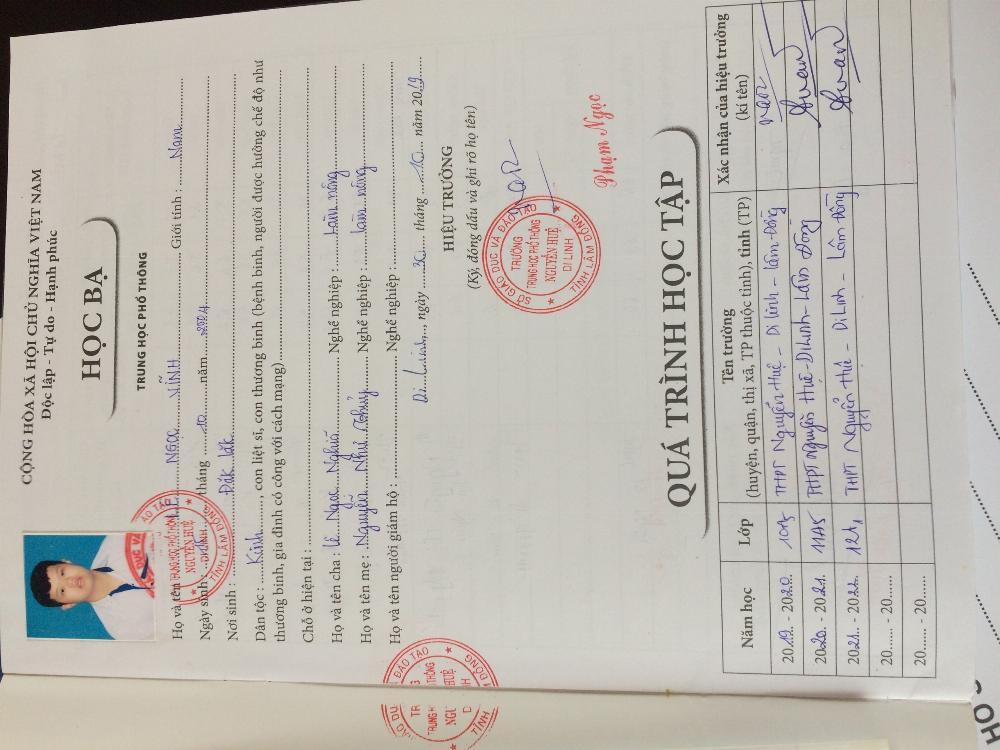 CỘNG HÒA XÃ HỘI CHỦ NGHĨA VIỆT NAM
Độc lập - Tự do - Hạnh phúc
HỌC BẠ
TRUNG HỌC PHỔ THÔNG
Họ và tên NGỌC VĨNH Giới tính : Nam
Ngày sinh : tháng 10 năm 2004
Nơi sinh : Đắk Lắk
Dân tộc : Kinh, con liệt sĩ, con thương binh (bệnh binh, người được hưởng chế độ như
thương binh, gia đình có công với cách mạng)
Chỗ ở hiện tại :
Họ và tên cha : Lê Ngọc Nghĩa Nghề nghiệp : Làm nông
Họ và tên mẹ : Nguyễn Như Thủy Nghề nghiệp : Làm nông
Họ và tên người giám hộ : Nghề nghiệp :
Di Linh, ngày 30 tháng 10 năm 2019
HIỆU TRƯỞNG
(Ký, đóng dấu và ghi rõ họ tên)
SỞ GIÁO DỤC VÀ ĐÀO TẠO
TRƯỜNG
TRUNG HỌC PHỔ THÔNG
NGUYỄN HUỆ
DI LINH
TỈNH LÂM ĐỒNG
Phạm Ngọc
QUÁ TRÌNH HỌC TẬP
Năm học Lớp Tên trường (huyện, quận, thị xã, TP thuộc tỉnh), tỉnh (TP) Xác nhận của hiệu trưởng (kí tên)
2019 - 2020 10A5 THPT Nguyễn Huệ - Di Linh - Lâm Đồng
2020 - 2021 11A5 THPT Nguyễn Huệ - Di Linh - Lâm Đồng
2021 - 2022 12A1 THPT Nguyễn Huệ - Di Linh - Lâm Đồng
20...... - 20......
20...... - 20......